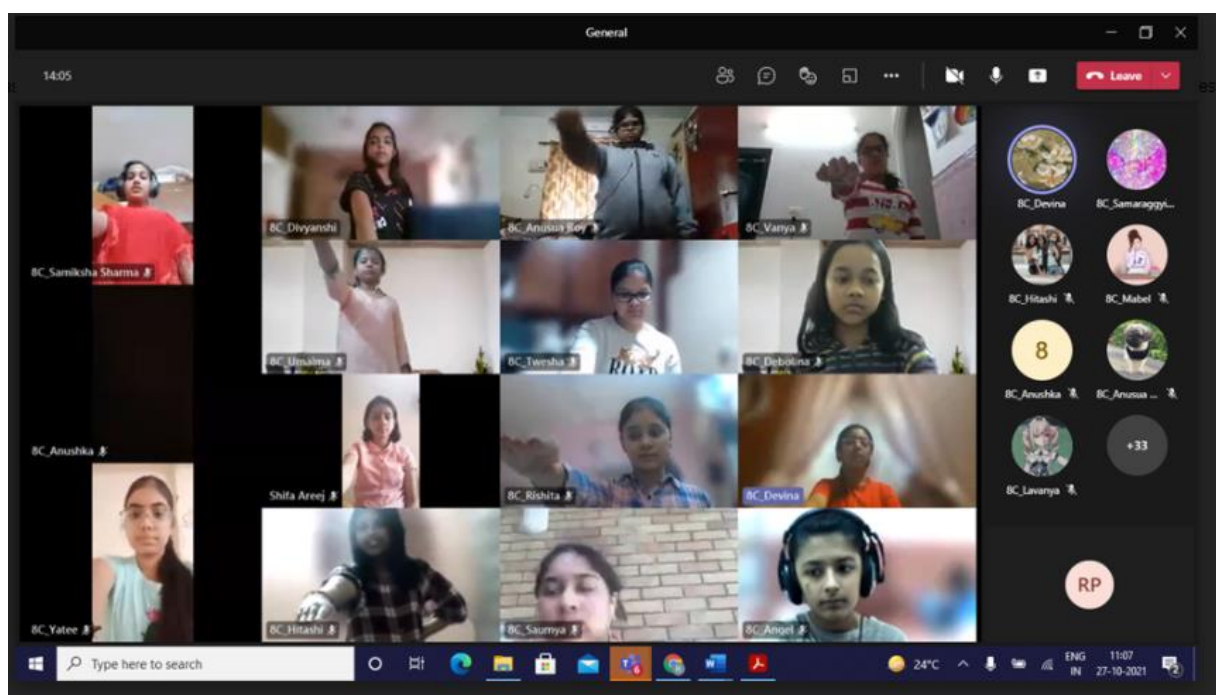 General
14:05
Leave
8C_Samiksha Sharma
8C_Divyanshi
8C_Anusua Roy
8C_Vanya
8C_Umaima
8C_Twesha
8C_Debolina
8C_Anushka
Shifa Areej
8C_Rishita
8C_Devina
8C_Yatee
8C_Hitashi
8C_Saumya
8C_Angel
8C_Devina
8C_Samaraggyi...
8C_Hitashi
8C_Mabel
8
8C_Anushka
8C_Anusua ...
8C_Lavanya
+33
RP
Type here to search
24°C
ENG
IN
11:07
27-10-2021